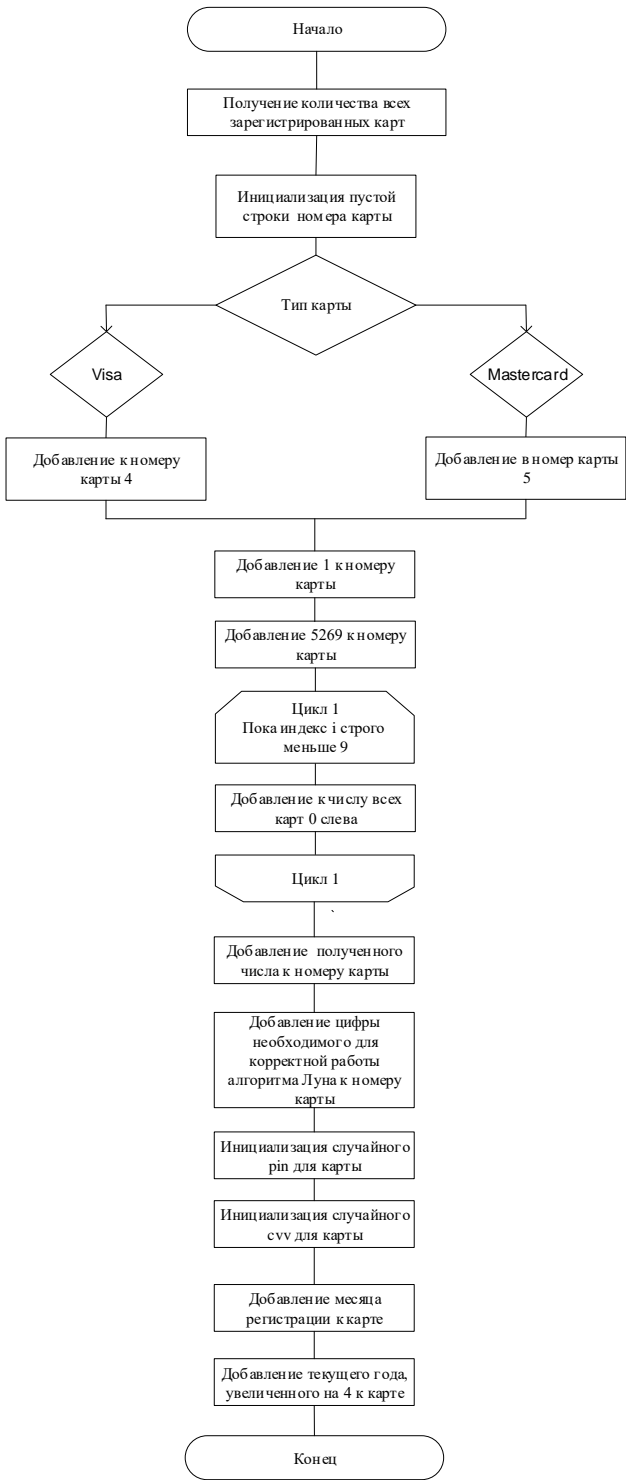 Начало
Получение количества всех
зарегистрированных карт
Инициализация пустой
строки номера карты
Тип карты
Visa
Mastercard
Добавление к номеру
карты 4
Добавление в номер карты
5
Добавление 1 к номеру
карты
Добавление 5269 к номеру
карты
Цикл 1
Пока индекс i строго
меньше 9
Добавление к числу всех
карт 0 слева
Цикл 1
`
Добавление полученного
числа к номеру карты
Добавление цифры
необходимого для
корректной работы
алгоритма Луна к номеру
карты
Инициализация случайного
pin для карты
Инициализация случайного
cvv для карты
Добавление месяца
регистрации к карте
Добавление текущего года,
увеличенного на 4 к карте
Конец